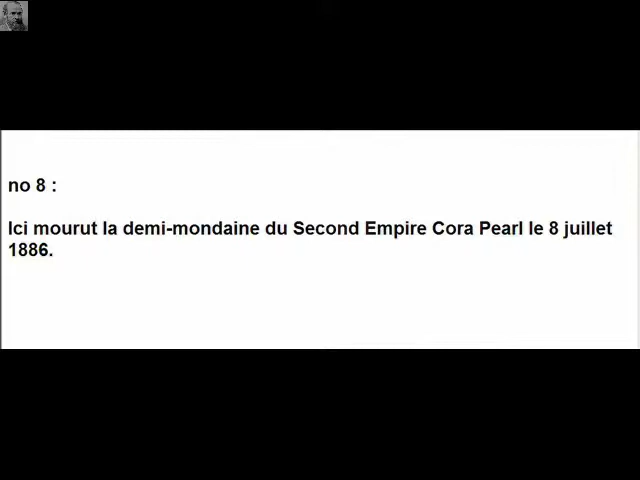 no 8 :
Ici mourut la demi-mondaine du Second Empire Cora Pearl le 8 juillet
1886.